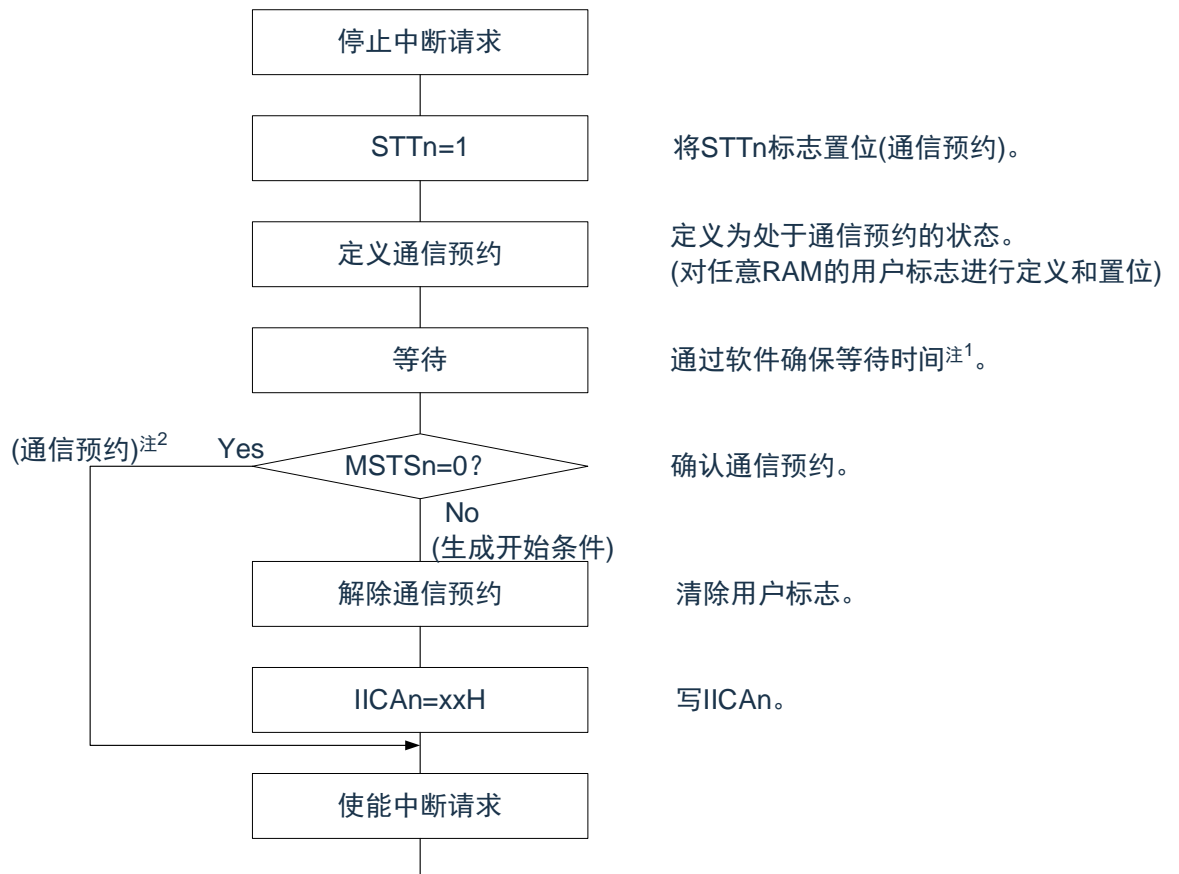 停止中断请求
STTn=1
将STTn标志置位(通信预约)。
定义通信预约
定义为处于通信预约的状态。
(对任意RAM的用户标志进行定义和置位)
等待
通过软件确保等待时间注1。
(通信预约)注2
Yes
MSTSn=0?
确认通信预约。
No
(生成开始条件)
解除通信预约
清除用户标志。
IICAn=xxH
写IICAn。
使能中断请求